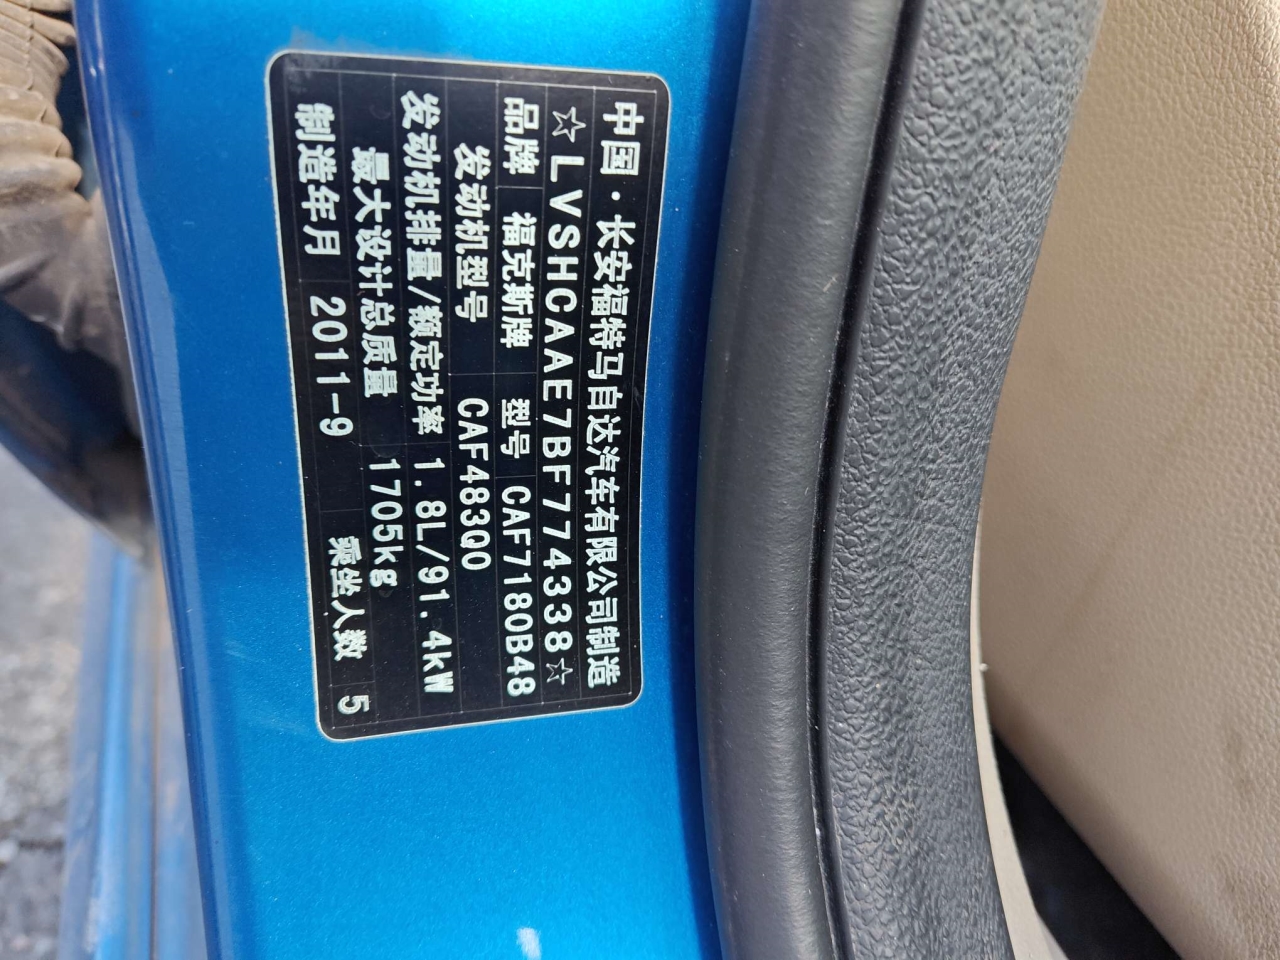 中国·长安福特马自达汽车有限公司制造
☆LVSHCAAE7BF774338☆
品牌 福克斯牌 型号 CAF7180B48
发动机型号 CAF483Q0
发动机排量/额定功率 1.8L/91.4kW
最大设计总质量 1705kg
制造年月 2011-9 乘坐人数 5